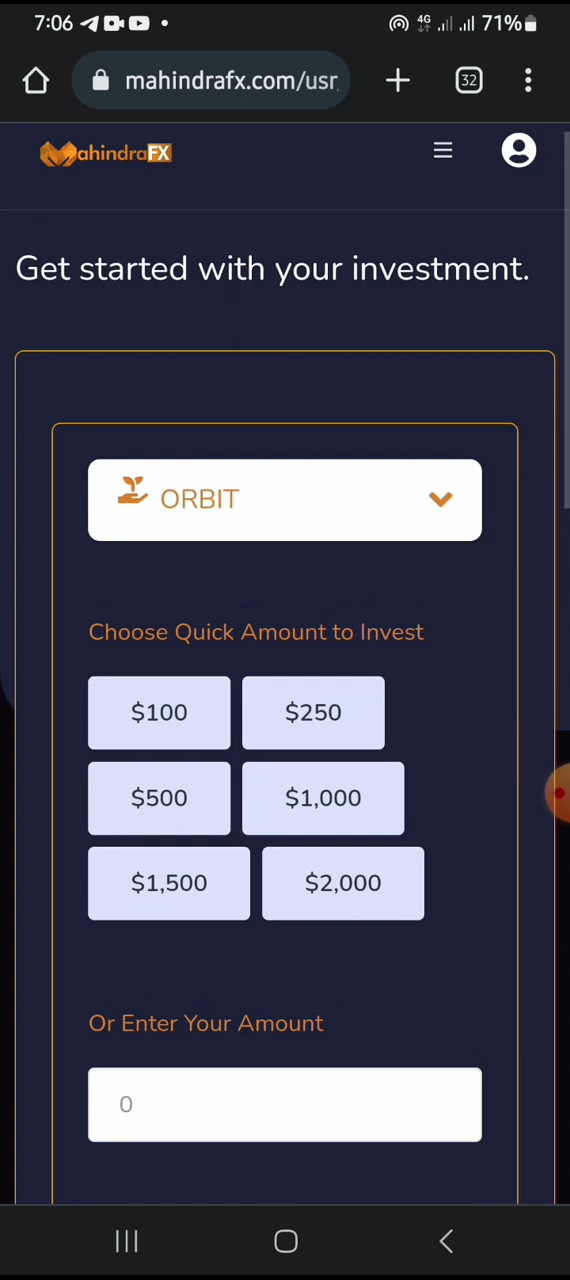 7:06 4G 71%
mahindrafx.com/usr
32
MahindraFX
Get started with your investment.
ORBIT
Choose Quick Amount to Invest
$100 $250
$500 $1,000
$1,500 $2,000
Or Enter Your Amount
0